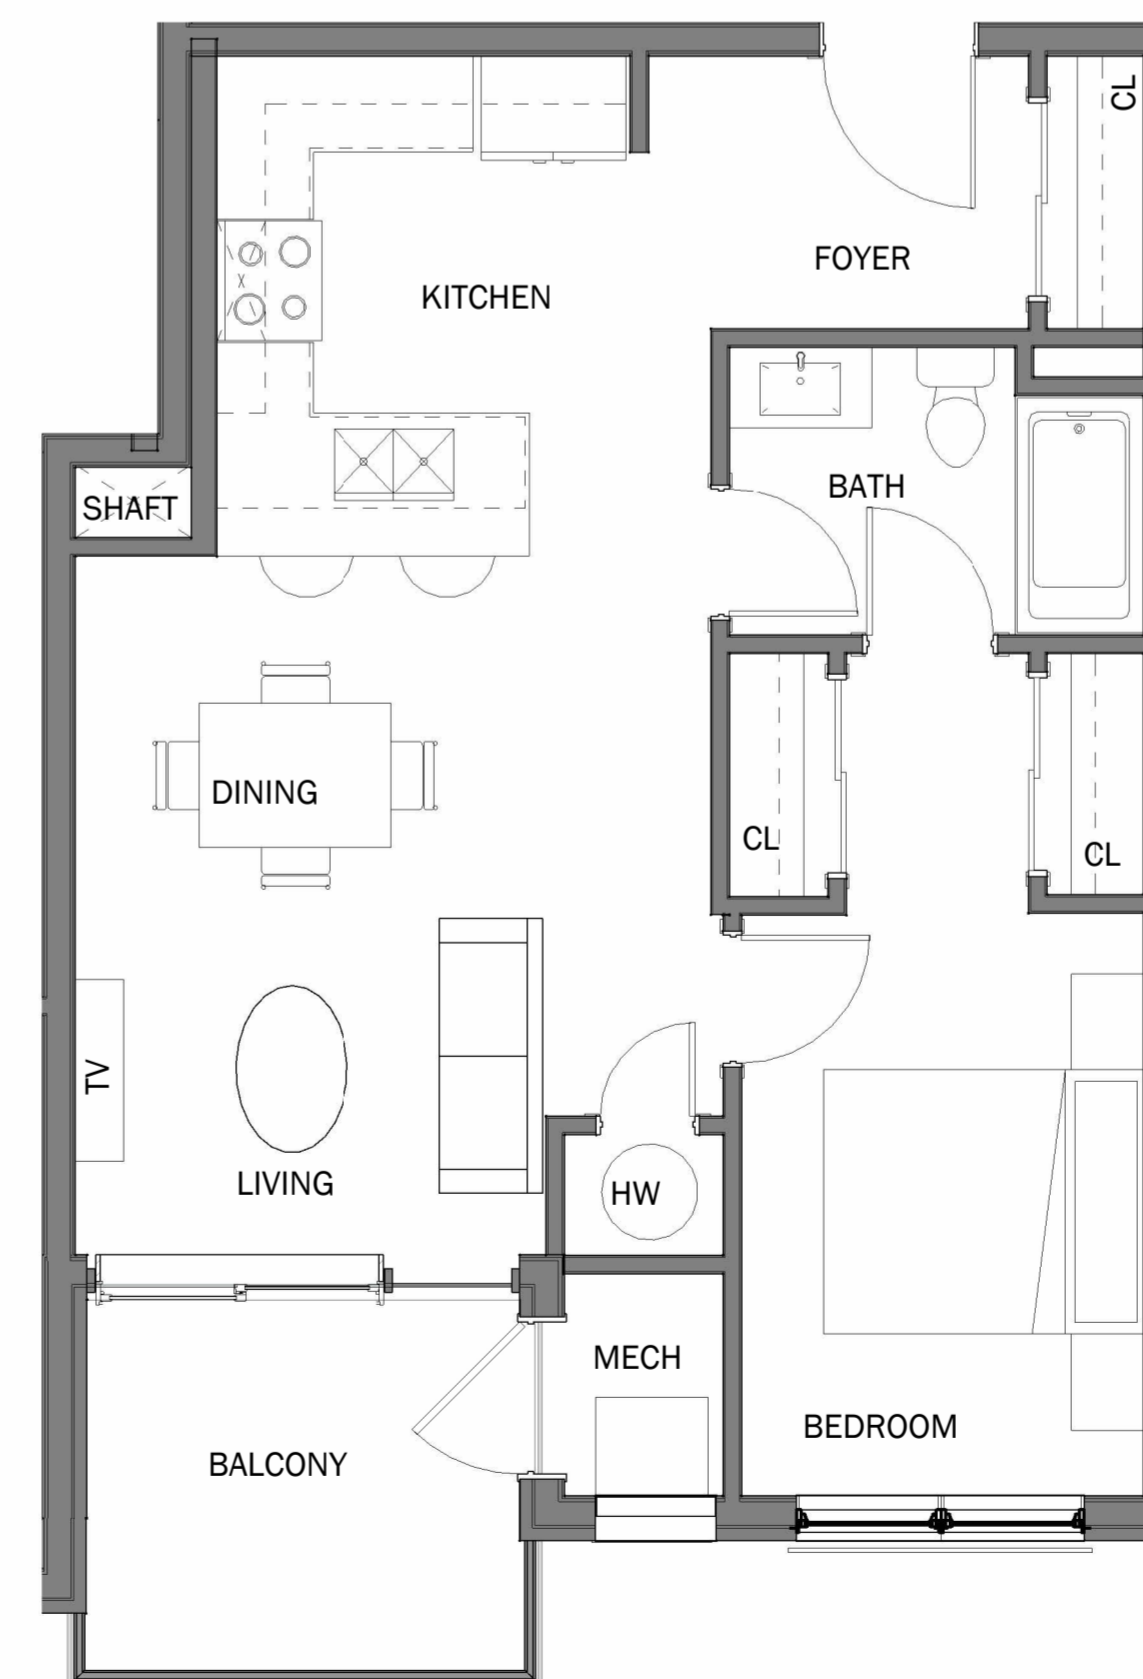 CL
FOYER
KITCHEN
BATH
SHAFT
DINING
CL
CL
TV
LIVING
HW
MECH
BEDROOM
BALCONY